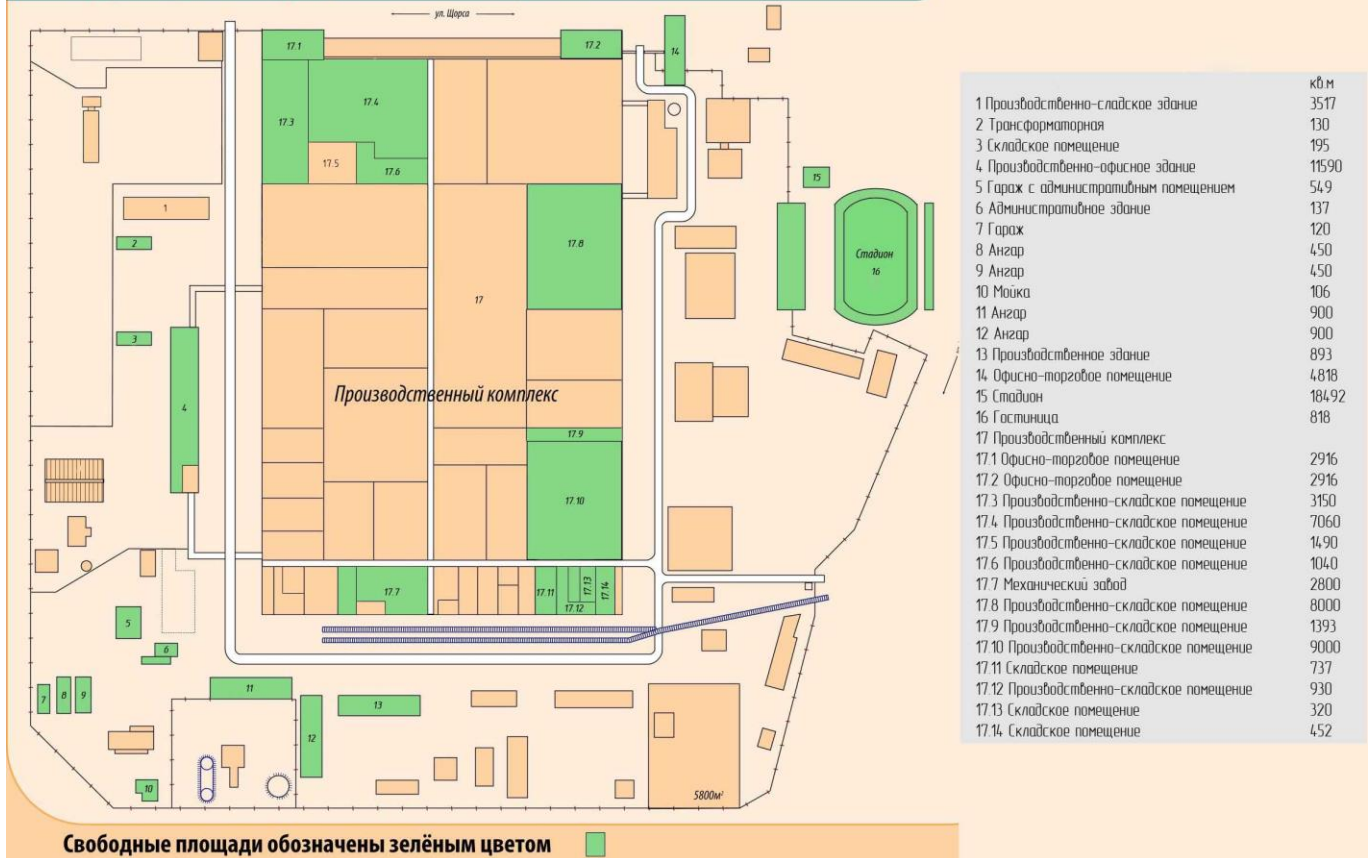 ул. Щорса
17.1
17.2
14
17.4
17.3
17.5
17.6
15
1
2
17.8
Стадион
16
17
3
Производственный комплекс
4
17.9
17.10
17.7
17.11
17.13
17.14
17.12
5
6
7
8
9
11
13
12
10
5800м²
Свободные площади обозначены зелёным цветом
кв.м
1 Производственно-сладское здание 3517
2 Трансформаторная 130
3 Складское помещение 195
4 Производственно-офисное здание 11590
5 Гараж с административным помещением 549
6 Административное здание 137
7 Гараж 120
8 Ангар 450
9 Ангар 450
10 Мойка 106
11 Ангар 900
12 Ангар 900
13 Производственное здание 893
14 Офисно-торговое помещение 4818
15 Стадион 18492
16 Гостиница 818
17 Производственный комплекс
17.1 Офисно-торговое помещение 2916
17.2 Офисно-торговое помещение 2916
17.3 Производственно-складское помещение 3150
17.4 Производственно-складское помещение 7060
17.5 Производственно-складское помещение 1490
17.6 Производственно-складское помещение 1040
17.7 Механический завод 2800
17.8 Производственно-складское помещение 8000
17.9 Производственно-складское помещение 1393
17.10 Производственно-складское помещение 9000
17.11 Складское помещение 737
17.12 Производственно-складское помещение 930
17.13 Складское помещение 320
17.14 Складское помещение 452